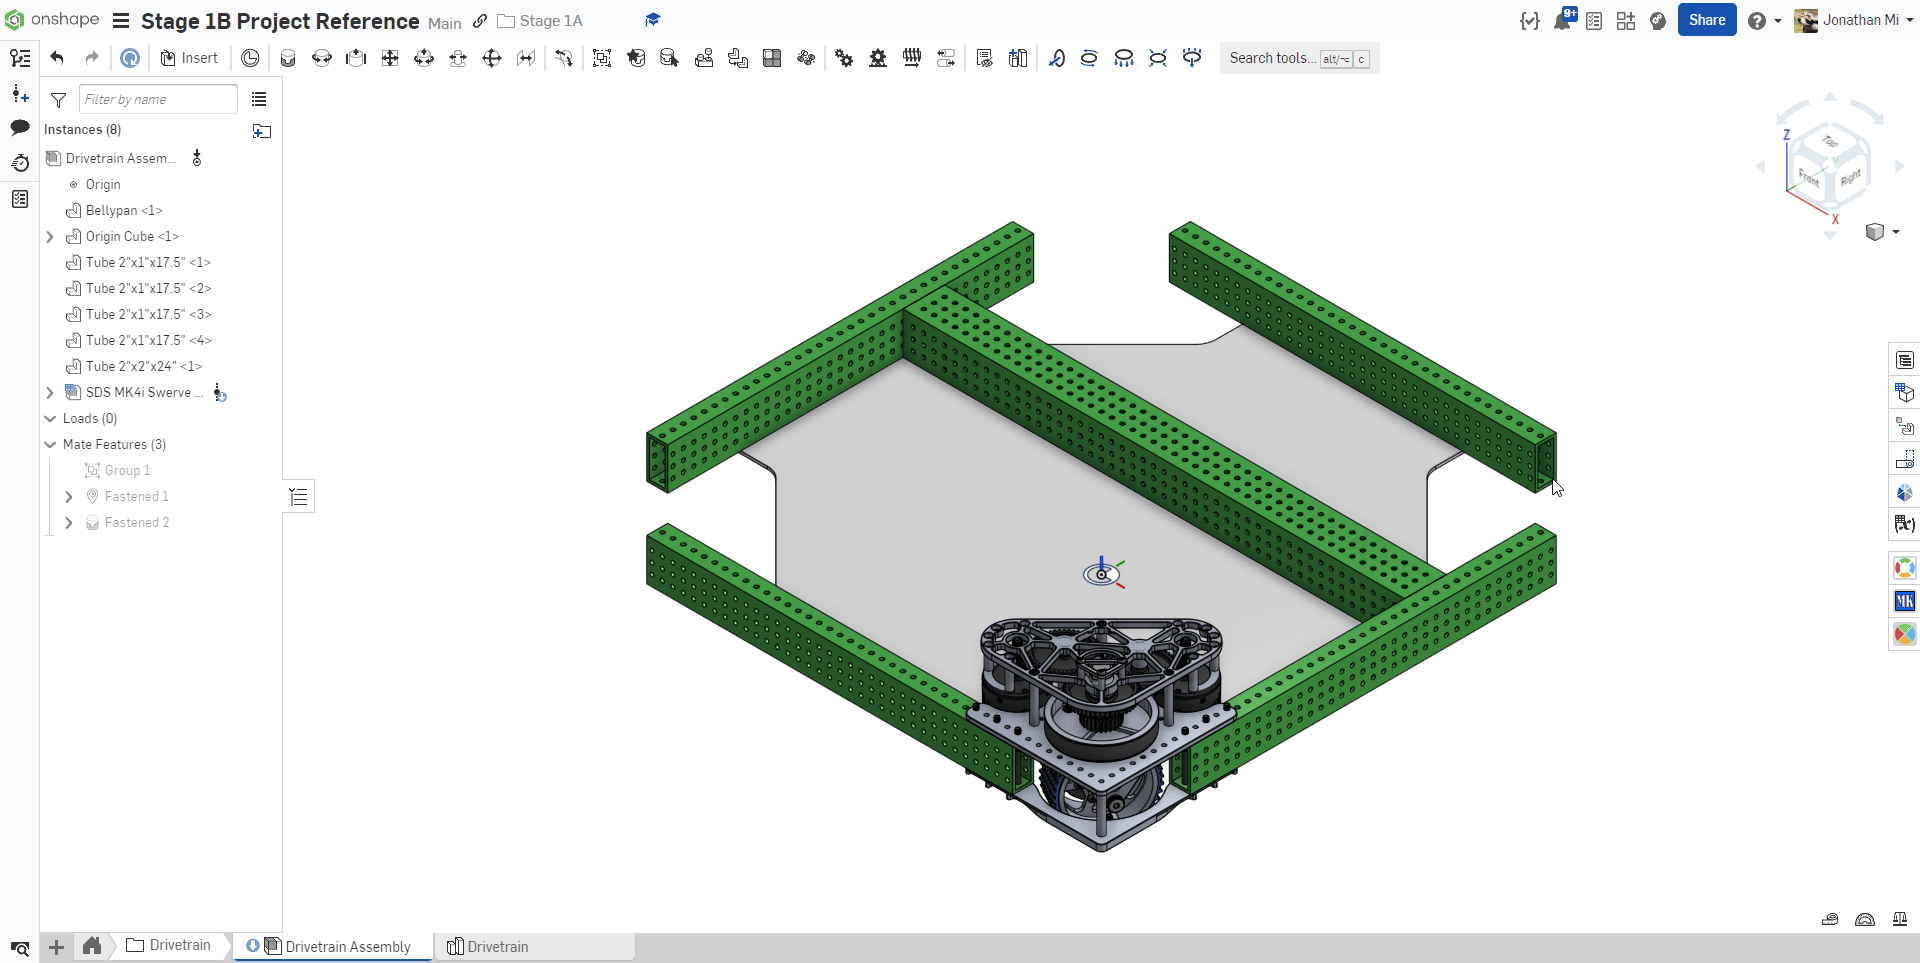 onshape
Stage 1B Project Reference Main Stage 1A
9+
Share
Jonathan Mi
Insert
Search tools... alt/⌥ c
Filter by name
Instances (8)
Drivetrain Assem...
Origin
Bellypan <1>
Origin Cube <1>
Tube 2"x1"x17.5" <1>
Tube 2"x1"x17.5" <2>
Tube 2"x1"x17.5" <3>
Tube 2"x1"x17.5" <4>
Tube 2"x2"x24" <1>
SDS MK4i Swerve ...
Loads (0)
Mate Features (3)
Group 1
Fastened 1
Fastened 2
Z
Top
Front
Right
X
(x)
MK
Drivetrain
Drivetrain Assembly
Drivetrain